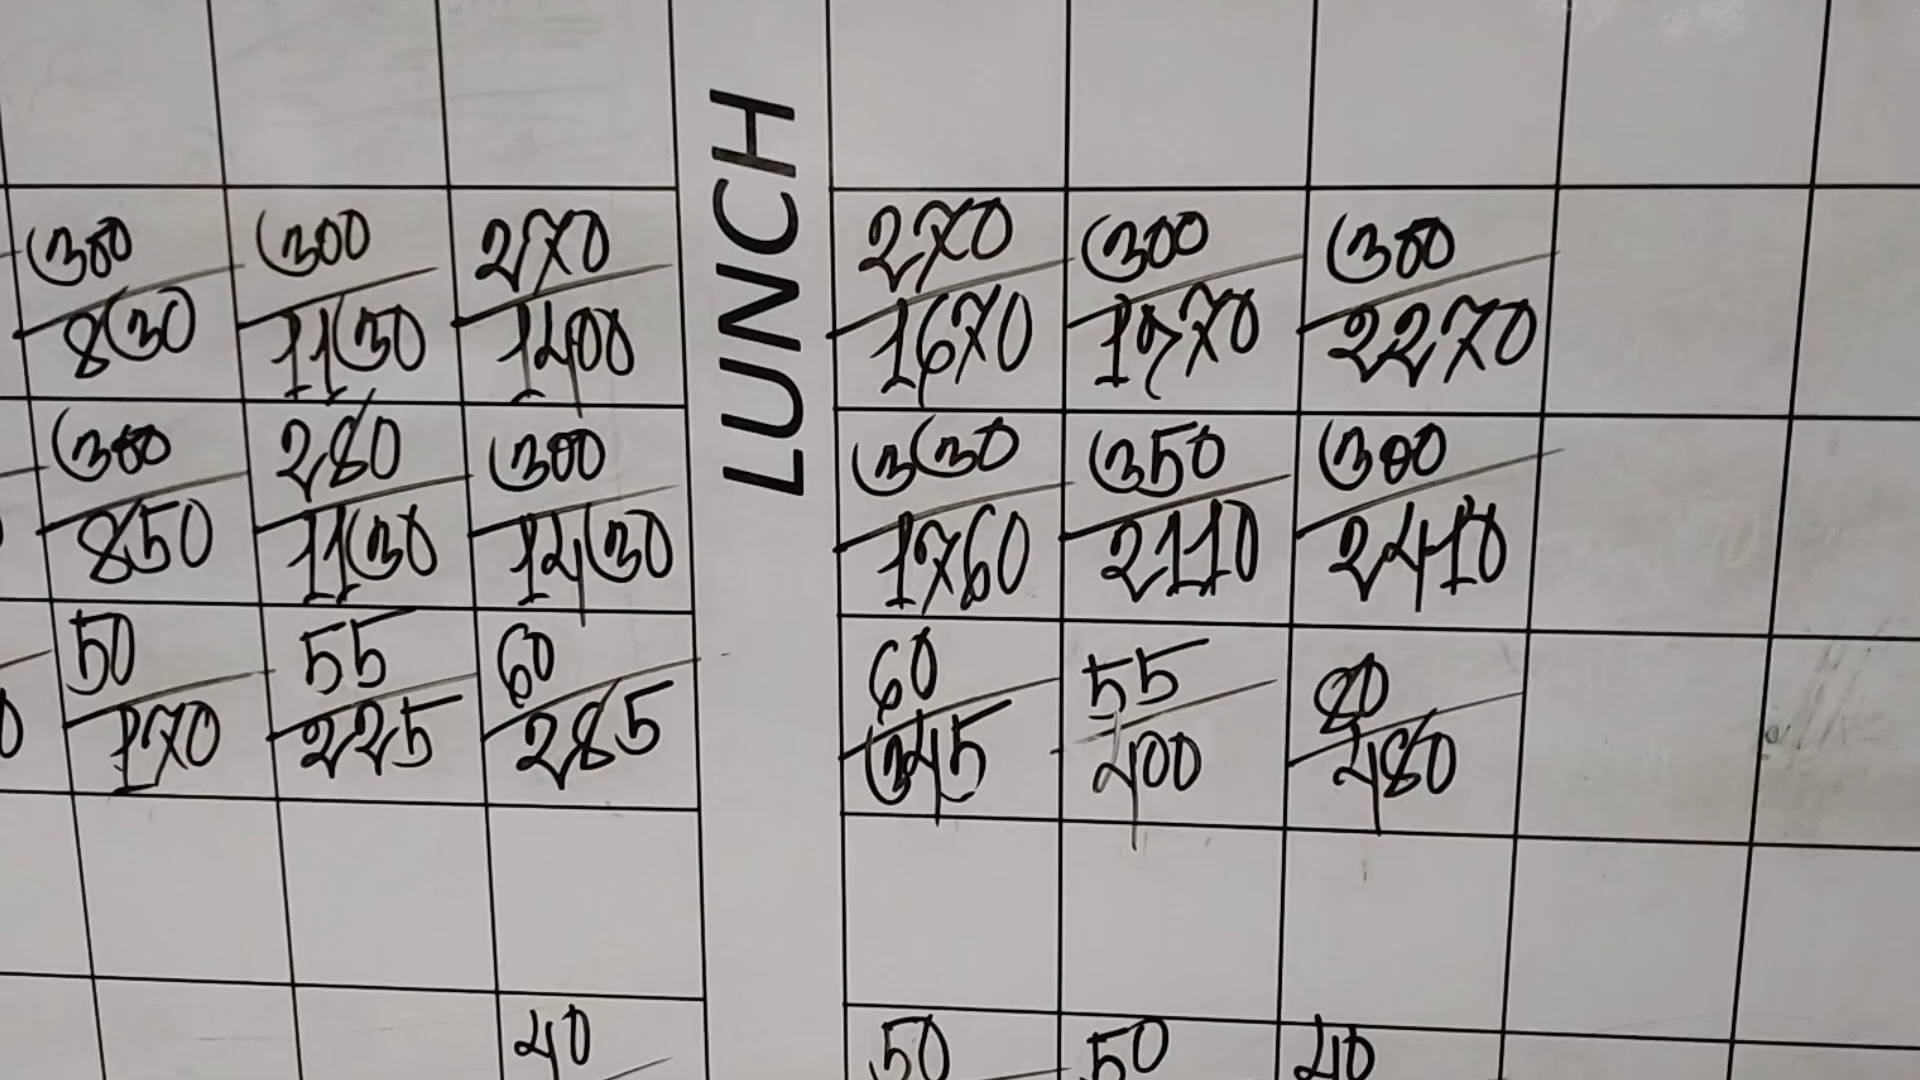 300 300 270 270 300 300
830 1130 1400 1670 1970 2270
LUNCH
300 280 300 330 350 300
850 1130 1430 1760 2110 2410
50 55 60 60 55 80
170 225 285 345 400 480
40 50 50 40